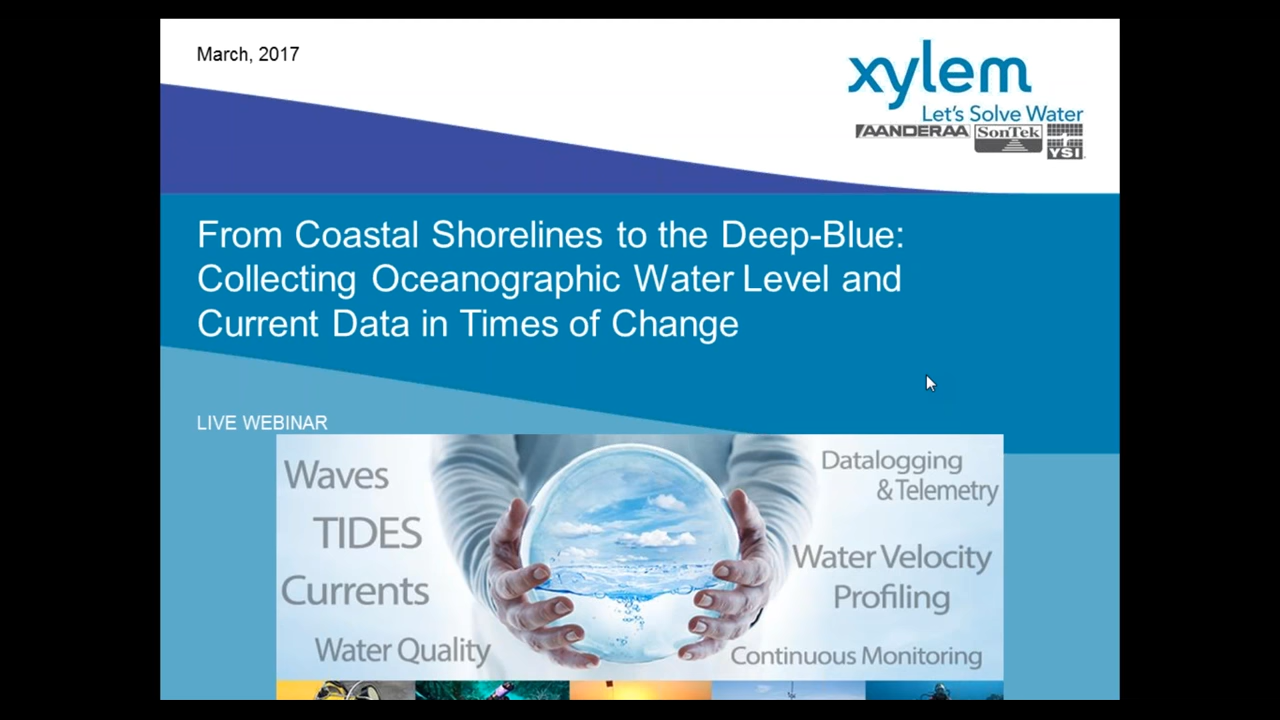 March, 2017
xylem
Let's Solve Water
AANDERAA SonTek YSI
From Coastal Shorelines to the Deep-Blue:
Collecting Oceanographic Water Level and
Current Data in Times of Change
LIVE WEBINAR
Waves
TIDES
Currents
Water Quality
Datalogging
& Telemetry
Water Velocity
Profiling
Continuous Monitoring